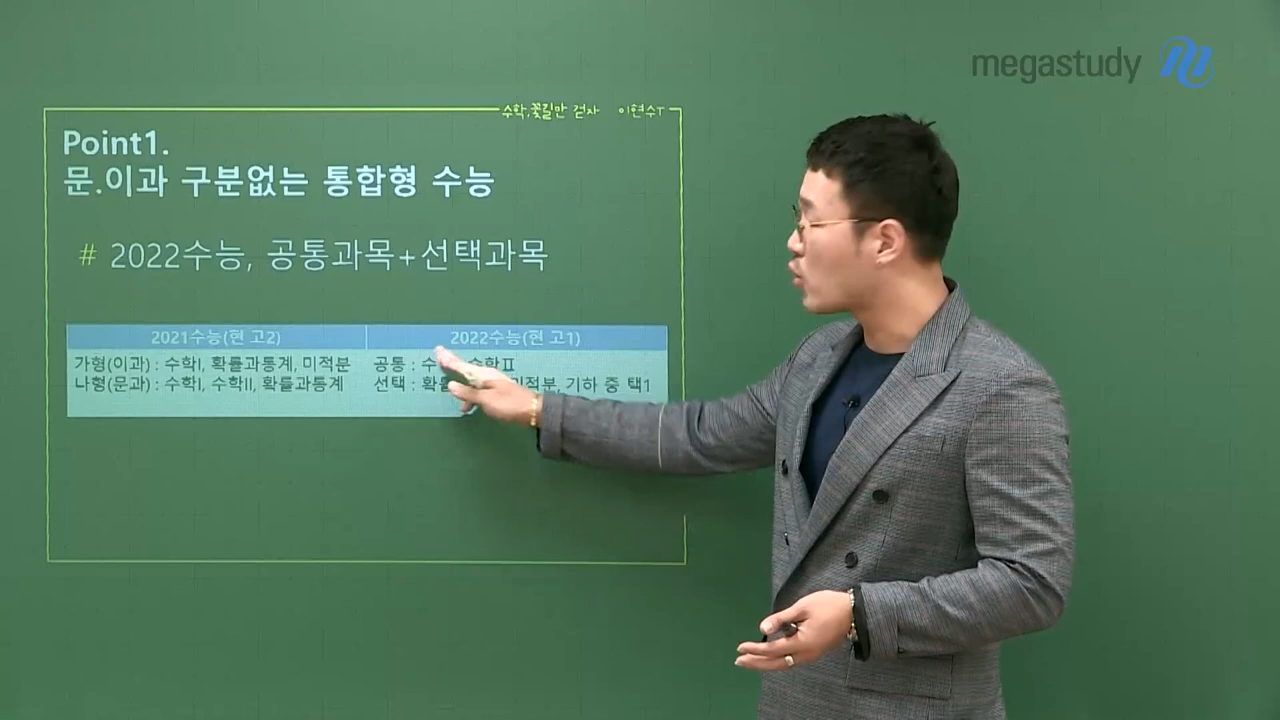 megastudy
수학,꽃길만 걷자 이현수T
Point1.
문.이과 구분없는 통합형 수능
# 2022수능, 공통과목+선택과목
2021수능(현 고2)
2022수능(현 고1)
가형(이과) : 수학I, 확률과통계, 미적분
나형(문과) : 수학I, 수학II, 확률과통계
공통 : 수학Ⅱ
선택 : 미적분, 기하 중 택1